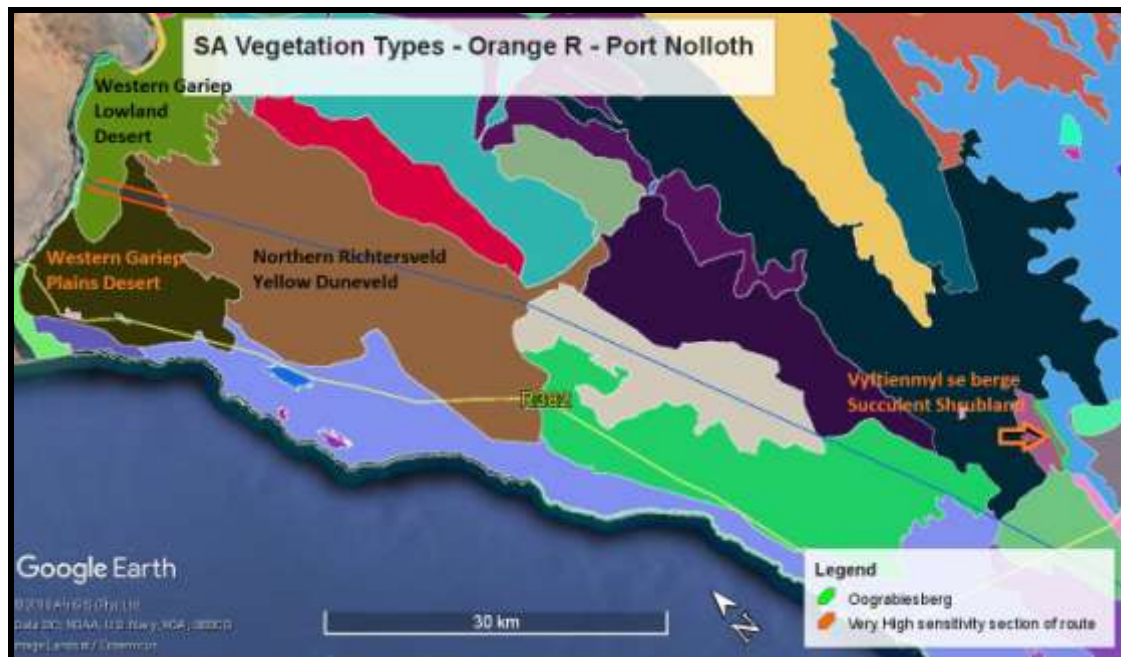 SA Vegetation Types - Orange R - Port Nolloth
Western Gariep
Lowland
Desert
Western Gariep
Plains Desert
Northern Richtersveld
Yellow Duneveld
R382
Vyftienmyl se berge
Succulent Shrubland
Google Earth
30 km
N
Legend
Oograbiesberg
Very High sensitivity section of route